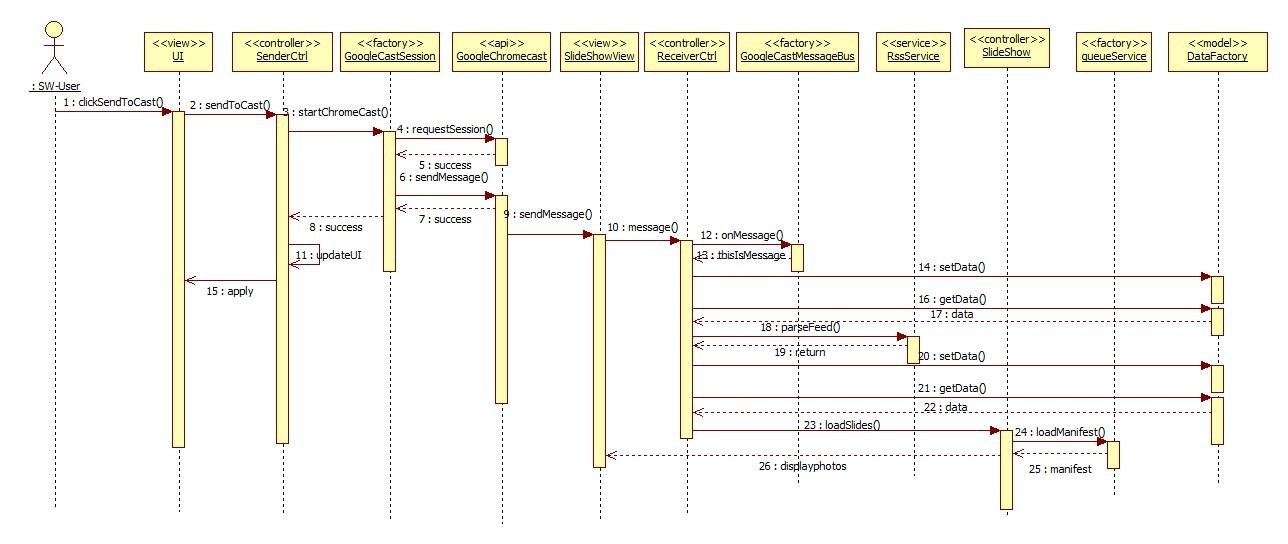 <<view>>
UI
<<controller>>
SenderCtrl
<<factory>>
GoogleCastSession
<<api>>
GoogleChromecast
<<view>>
SlideShowView
<<controller>>
ReceiverCtrl
<<factory>>
GoogleCastMessageBus
<<service>>
RssService
<<controller>>
SlideShow
<<factory>>
queueService
<<model>>
DataFactory
: SW-User
1 : clickSendToCast()
2 : sendToCast()
3 : startChromeCast()
4 : requestSession()
5 : success
6 : sendMessage()
7 : success
8 : success
9 : sendMessage()
10 : message()
11 : updateUI
12 : onMessage()
13 : thisIsMessage
14 : setData()
15 : apply
16 : getData()
17 : data
18 : parseFeed()
19 : return
20 : setData()
21 : getData()
22 : data
23 : loadSlides()
24 : loadManifest()
25 : manifest
26 : displayphotos